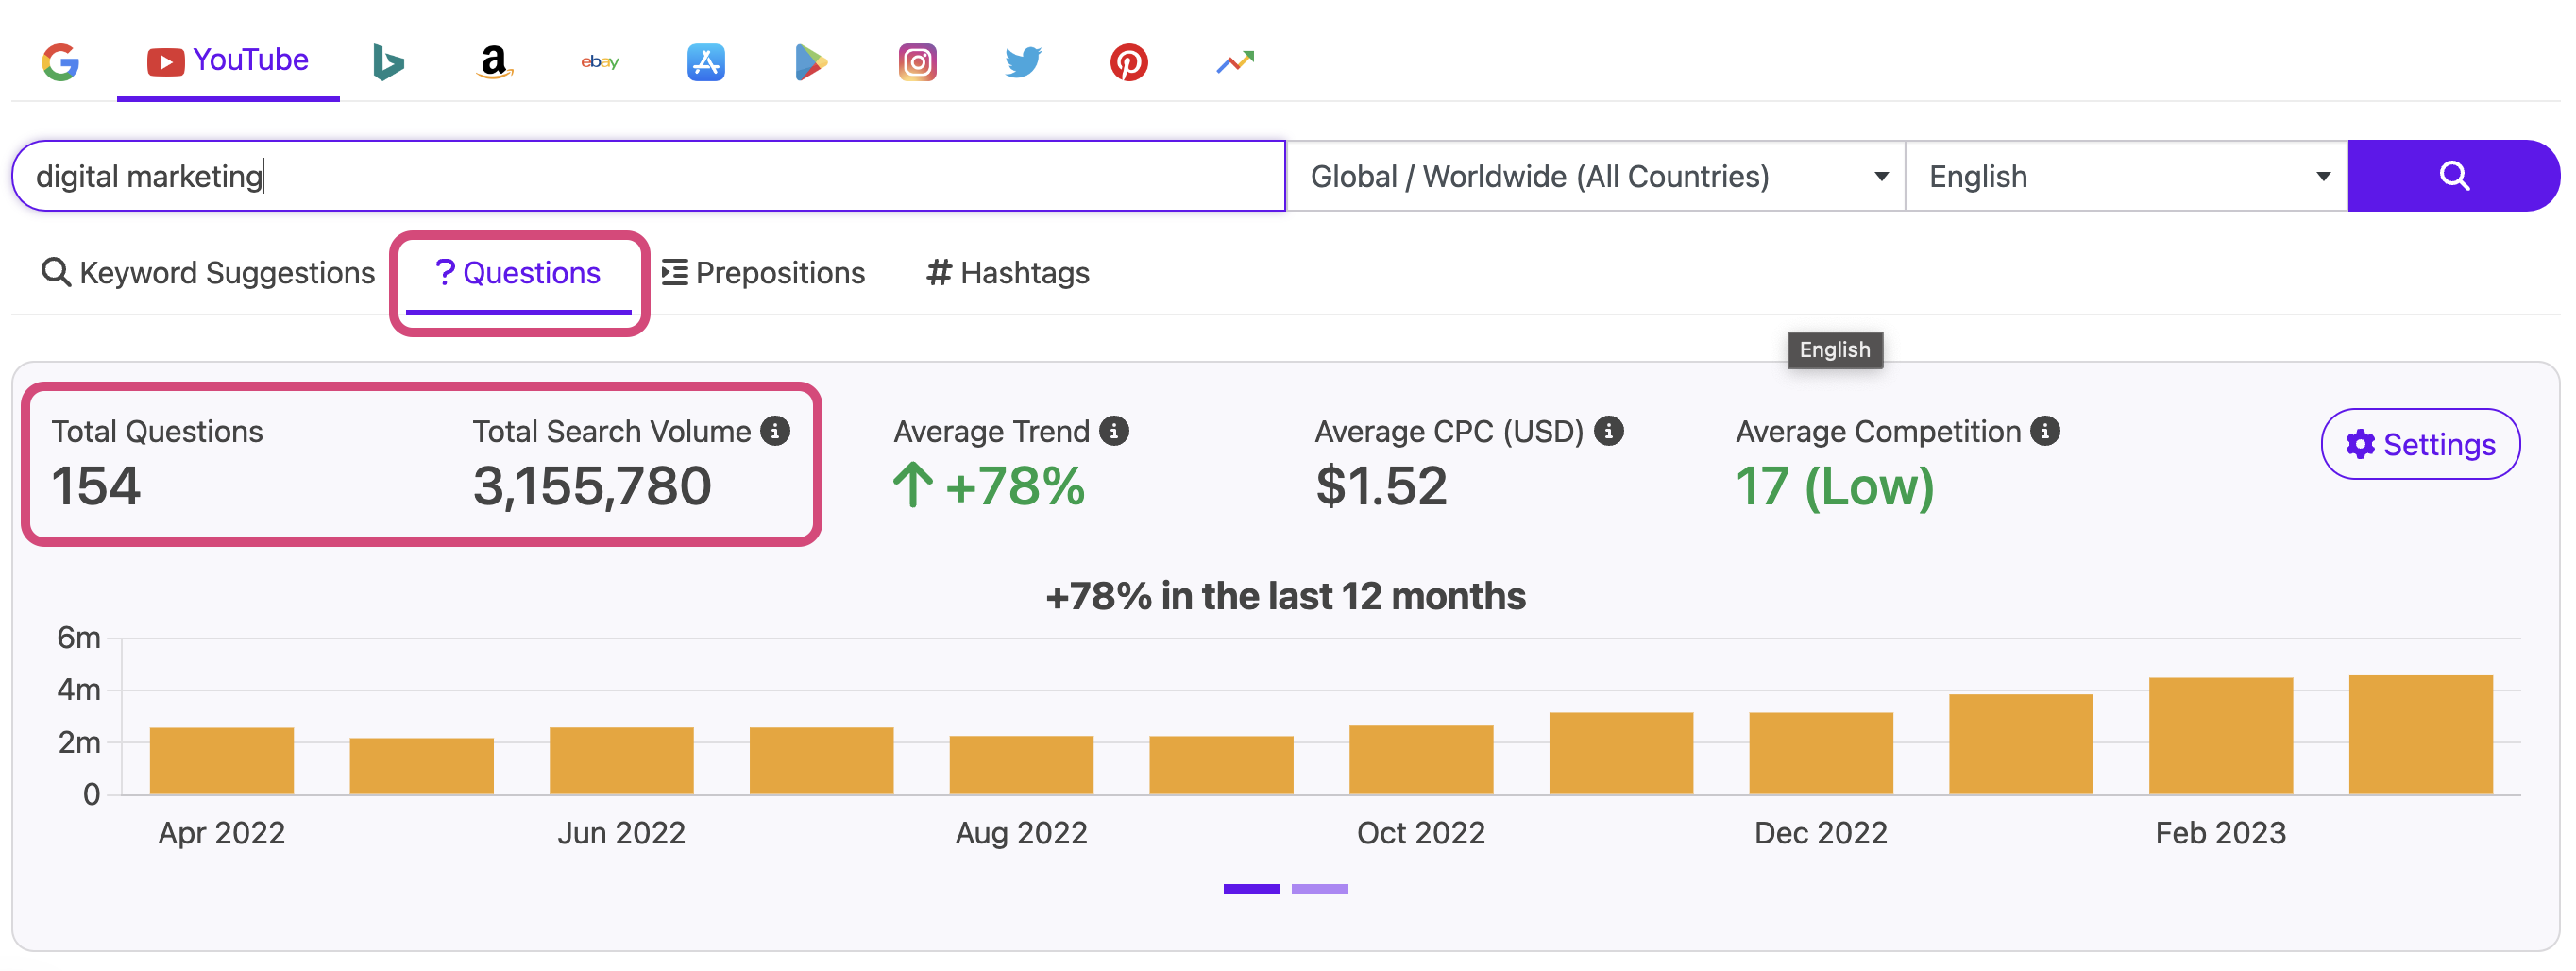 YouTube
a
ebay
digital marketing
Global / Worldwide (All Countries)
English
Keyword Suggestions
? Questions
Prepositions
# Hashtags
English
Total Questions
154
Total Search Volume
3,155,780
Average Trend
+78%
Average CPC (USD)
$1.52
Average Competition
17 (Low)
Settings
+78% in the last 12 months
6m
4m
2m
0
Apr 2022
Jun 2022
Aug 2022
Oct 2022
Dec 2022
Feb 2023